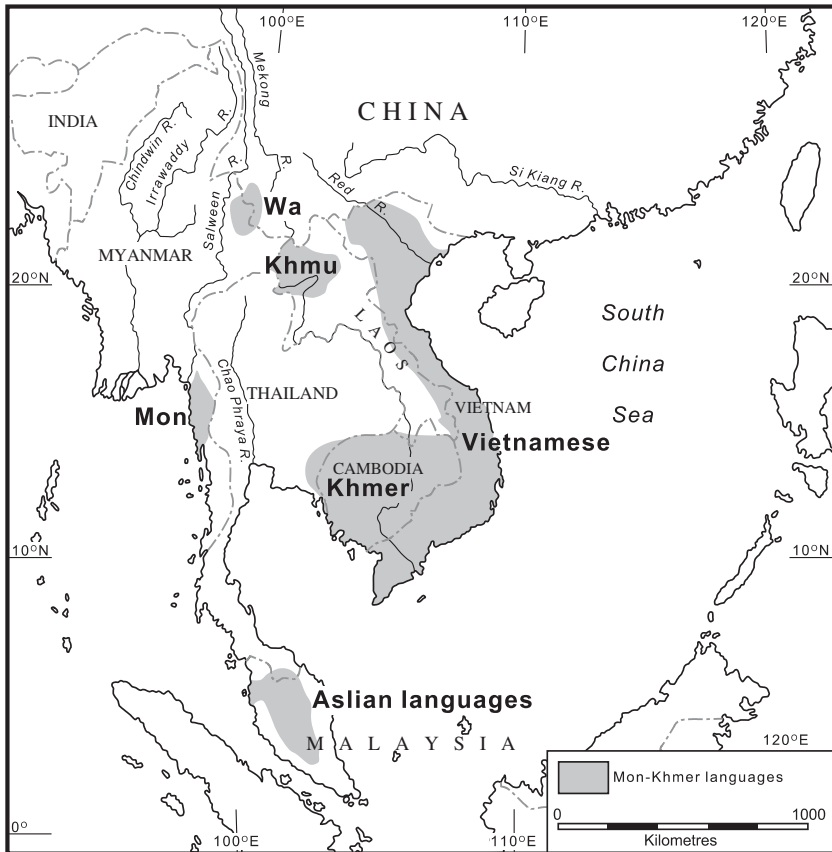 100°E
110°E
120°E
Mekong
R.
CHINA
INDIA
Chindwin R.
Irrawaddy
R.
Salween
R.
Red
R.
Si Kiang R.
Wa
MYANMAR
Khmu
20°N
20°N
LAOS
South
China
Sea
Chao Phraya R.
THAILAND
VIETNAM
Mon
Vietnamese
CAMBODIA
Khmer
10°N
10°N
Aslian languages
MALAYSIA
120°E
Mon-Khmer languages
0
1000
Kilometres
0°
100°E
110°E